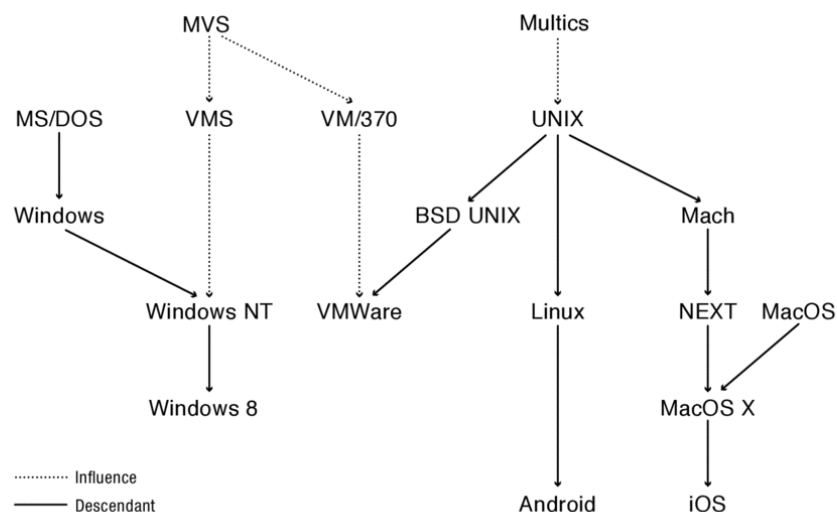 MVS Multics
MS/DOS VMS VM/370 UNIX
Windows BSD UNIX Mach
Windows NT VMWare Linux NEXT MacOS
Windows 8 MacOS X
Influence
Descendant Android iOS